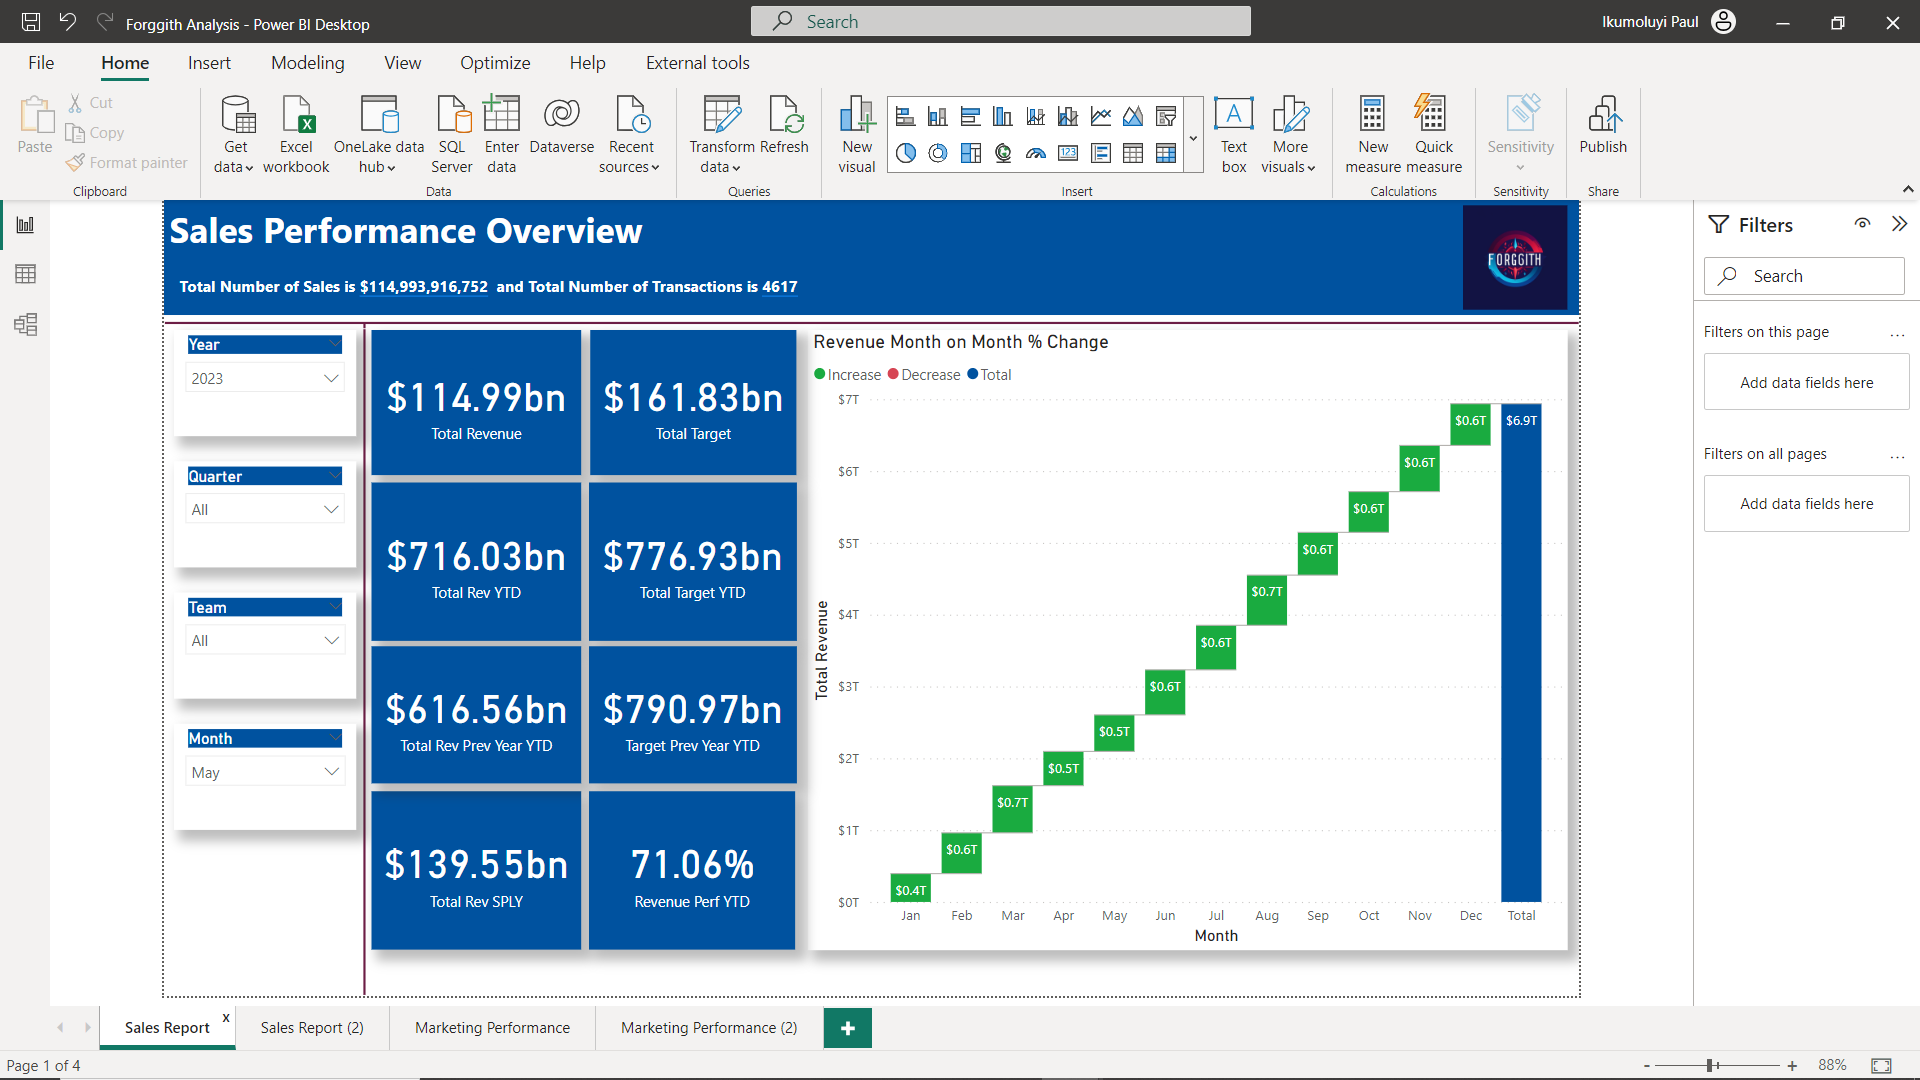 Forggith Analysis - Power BI Desktop
Search
Ikumoluyi Paul
File Home Insert Modeling View Optimize Help External tools
Paste
Cut
Copy
Format painter
Clipboard
Get data
Excel workbook
OneLake data hub
SQL Server
Enter data
Dataverse
Recent sources
Data
Transform data
Refresh
Queries
New visual
123
Insert
A
Text box
More visuals
New measure
Quick measure
Calculations
Sensitivity
Sensitivity
Publish
Share
Sales Performance Overview
Total Number of Sales is $114,993,916,752 and Total Number of Transactions is 4617
FORGGITH
Year
2023
Quarter
All
Team
All
Month
May
$114.99bn
Total Revenue
$161.83bn
Total Target
$716.03bn
Total Rev YTD
$776.93bn
Total Target YTD
$616.56bn
Total Rev Prev Year YTD
$790.97bn
Target Prev Year YTD
$139.55bn
Total Rev SPLY
71.06%
Revenue Perf YTD
Revenue Month on Month % Change
Increase Decrease Total
$7T
$6T
$5T
$4T
$3T
$2T
$1T
$0T
Total Revenue
$0.4T
$0.6T
$0.7T
$0.5T
$0.5T
$0.6T
$0.6T
$0.7T
$0.6T
$0.6T
$0.6T
$0.6T
$6.9T
Jan Feb Mar Apr May Jun Jul Aug Sep Oct Nov Dec Total
Month
Filters
Search
Filters on this page
...
Add data fields here
Filters on all pages
...
Add data fields here
Sales Report x
Sales Report (2)
Marketing Performance
Marketing Performance (2)
+
Page 1 of 4
- + 88%